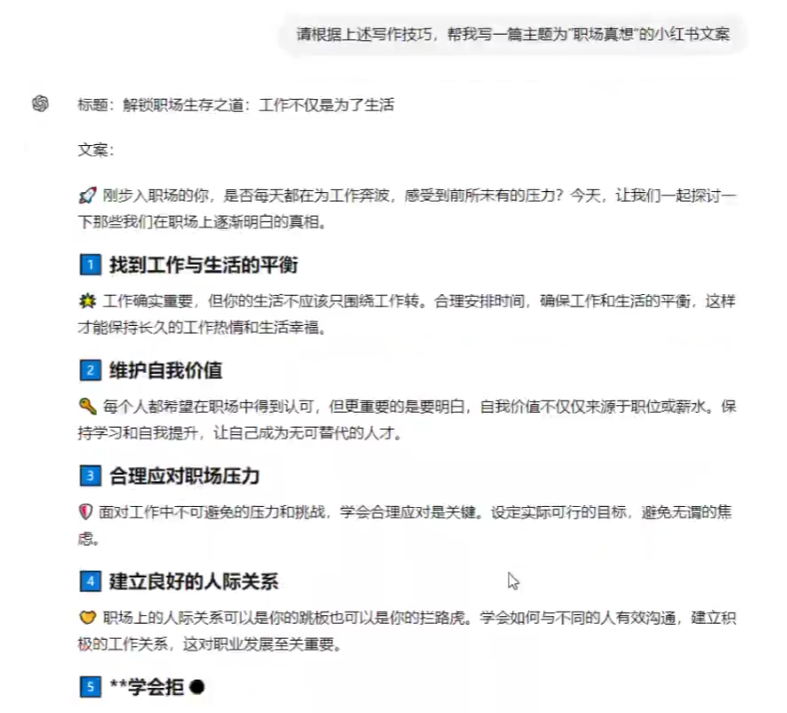 请根据上述写作技巧，帮我写一篇主题为"职场真想"的小红书文案
标题：解锁职场生存之道：工作不仅是为了生活
文案：
🚀 刚步入职场的你，是否每天都在为工作奔波，感受到前所未有的压力？今天，让我们一起探讨一
下那些我们在职场上逐渐明白的真相。
1 找到工作与生活的平衡
🌟 工作确实重要，但你的生活不应该只围绕工作转。合理安排时间，确保工作和生活的平衡，这样
才能保持长久的工作热情和生活幸福。
2 维护自我价值
🔑 每个人都希望在职场中得到认可，但更重要的是要明白，自我价值不仅仅来源于职位或薪水。保
持学习和自我提升，让自己成为无可替代的人才。
3 合理应对职场压力
🛡️ 面对工作中不可避免的压力和挑战，学会合理应对是关键。设定实际可行的目标，避免无谓的焦
虑。
4 建立良好的人际关系
💛 职场上的人际关系可以是你的跳板也可以是你的拦路虎。学会如何与不同的人有效沟通，建立积
极的工作关系，这对职业发展至关重要。
5 **学会拒